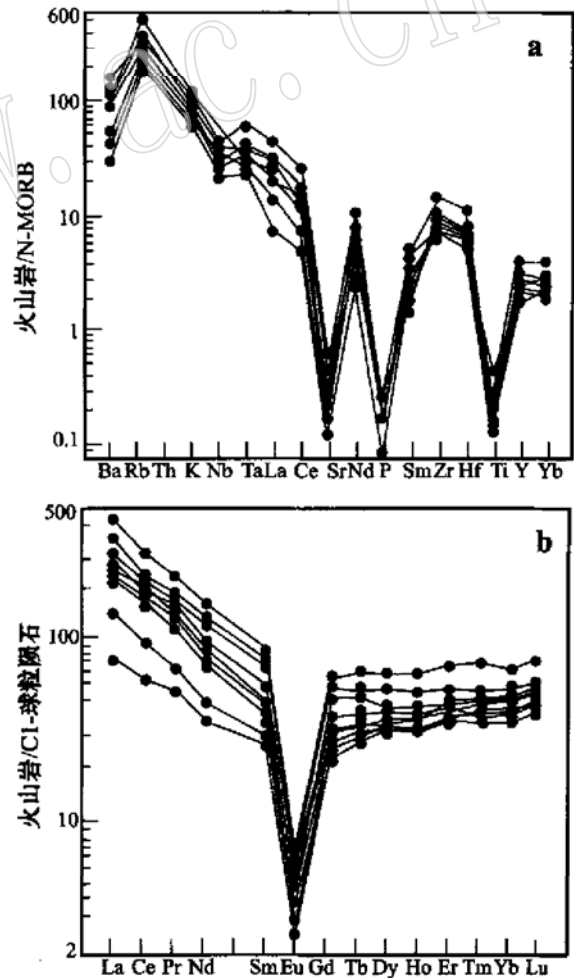 w.ac.cn
600
a
100
10
1
0.1
火山岩/N-MORB
Ba Rb Th K Nb Ta La Ce Sr Nd P Sm Zr Hf Ti Y Yb
500
b
100
10
2
火山岩/C1-球粒陨石
La Ce Pr Nd Sm Eu Gd Tb Dy Ho Er Tm Yb Lu